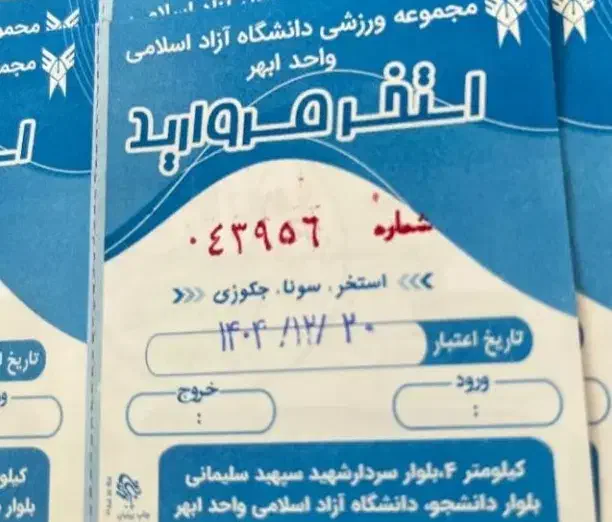 مجموعه ورزشی دانشگاه آزاد اسلامی
واحد ابهر
استخر مروارید
شماره ۰۴۳۹۵۶
استخر، سونا، جکوزی
تاریخ اعتبار ۱۴۰۴/۱۲/۲۰
ورود : خروج :
کیلومتر ۴،بلوار سردارشهید سپهبد سلیمانی
بلوار دانشجو، دانشگاه آزاد اسلامی واحد ابهر